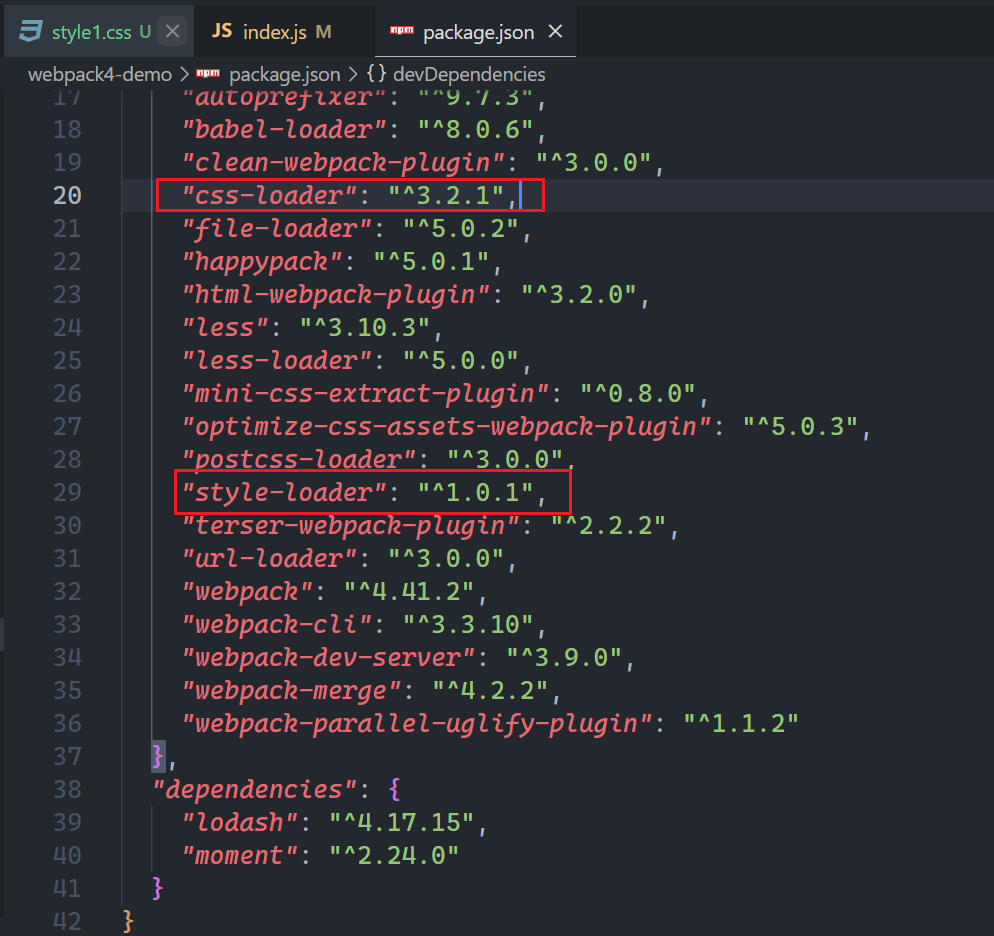 style1.css U
JS index.js M
package.json
webpack4-demo > npm package.json > {} devDependencies
17 "autoprefixer": "^9.7.3",
18 "babel-loader": "^8.0.6",
19 "clean-webpack-plugin": "^3.0.0",
20 "css-loader": "^3.2.1",
21 "file-loader": "^5.0.2",
22 "happypack": "^5.0.1",
23 "html-webpack-plugin": "^3.2.0",
24 "less": "^3.10.3",
25 "less-loader": "^5.0.0",
26 "mini-css-extract-plugin": "^0.8.0",
27 "optimize-css-assets-webpack-plugin": "^5.0.3",
28 "postcss-loader": "^3.0.0",
29 "style-loader": "^1.0.1",
30 "terser-webpack-plugin": "^2.2.2",
31 "url-loader": "^3.0.0",
32 "webpack": "^4.41.2",
33 "webpack-cli": "^3.3.10",
34 "webpack-dev-server": "^3.9.0",
35 "webpack-merge": "^4.2.2",
36 "webpack-parallel-uglify-plugin": "^1.1.2"
37 },
38 "dependencies": {
39 "lodash": "^4.17.15",
40 "moment": "^2.24.0"
41 }
42 }